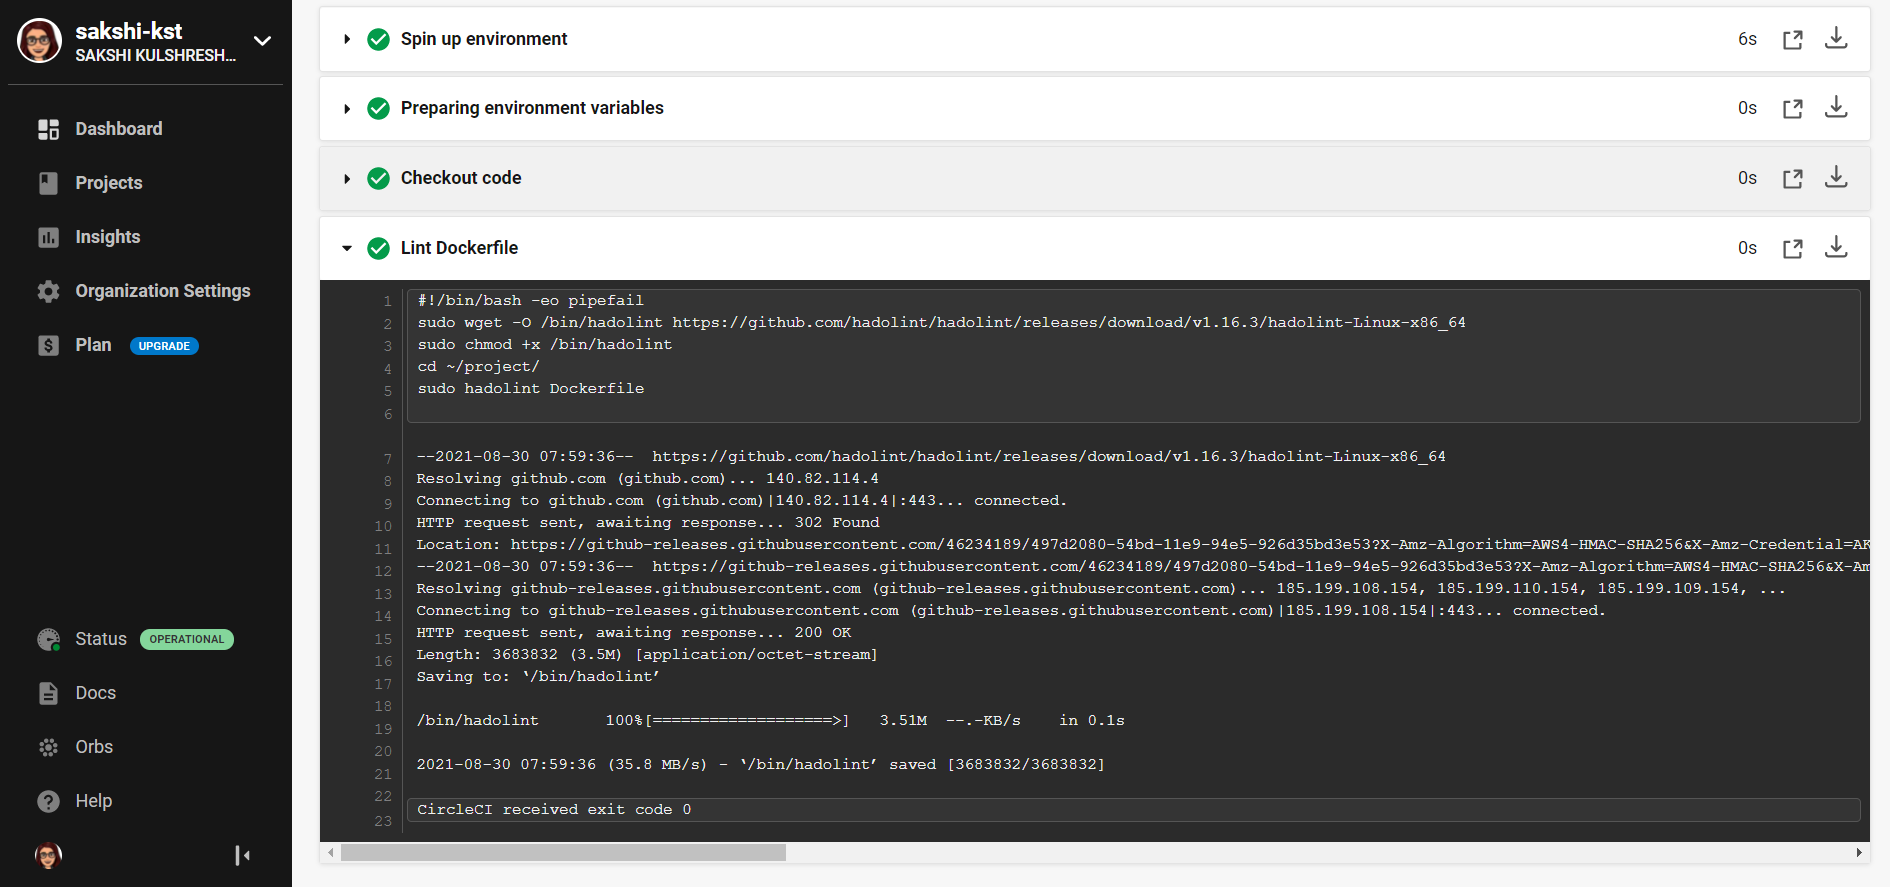 sakshi-kst
SAKSHI KULSHRESH...
Dashboard
Projects
Insights
Organization Settings
Plan UPGRADE
Status OPERATIONAL
Docs
Orbs
Help
Spin up environment 6s
Preparing environment variables 0s
Checkout code 0s
Lint Dockerfile 0s
1 #!/bin/bash -eo pipefail
2 sudo wget -O /bin/hadolint https://github.com/hadolint/hadolint/releases/download/v1.16.3/hadolint-Linux-x86_64
3 sudo chmod +x /bin/hadolint
4 cd ~/project/
5 sudo hadolint Dockerfile
6
7 --2021-08-30 07:59:36--  https://github.com/hadolint/hadolint/releases/download/v1.16.3/hadolint-Linux-x86_64
8 Resolving github.com (github.com)... 140.82.114.4
9 Connecting to github.com (github.com)|140.82.114.4|:443... connected.
10 HTTP request sent, awaiting response... 302 Found
11 Location: https://github-releases.githubusercontent.com/46234189/497d2080-54bd-11e9-94e5-926d35bd3e53?X-Amz-Algorithm=AWS4-HMAC-SHA256&X-Amz-Credential=AK
12 --2021-08-30 07:59:36--  https://github-releases.githubusercontent.com/46234189/497d2080-54bd-11e9-94e5-926d35bd3e53?X-Amz-Algorithm=AWS4-HMAC-SHA256&X-Am
13 Resolving github-releases.githubusercontent.com (github-releases.githubusercontent.com)... 185.199.108.154, 185.199.110.154, 185.199.109.154, ...
14 Connecting to github-releases.githubusercontent.com (github-releases.githubusercontent.com)|185.199.108.154|:443... connected.
15 HTTP request sent, awaiting response... 200 OK
16 Length: 3683832 (3.5M) [application/octet-stream]
17 Saving to: ‘/bin/hadolint’
18
19 /bin/hadolint       100%[===================>]   3.51M  --.-KB/s    in 0.1s
20
21 2021-08-30 07:59:36 (35.8 MB/s) - ‘/bin/hadolint’ saved [3683832/3683832]
22
23 CircleCI received exit code 0